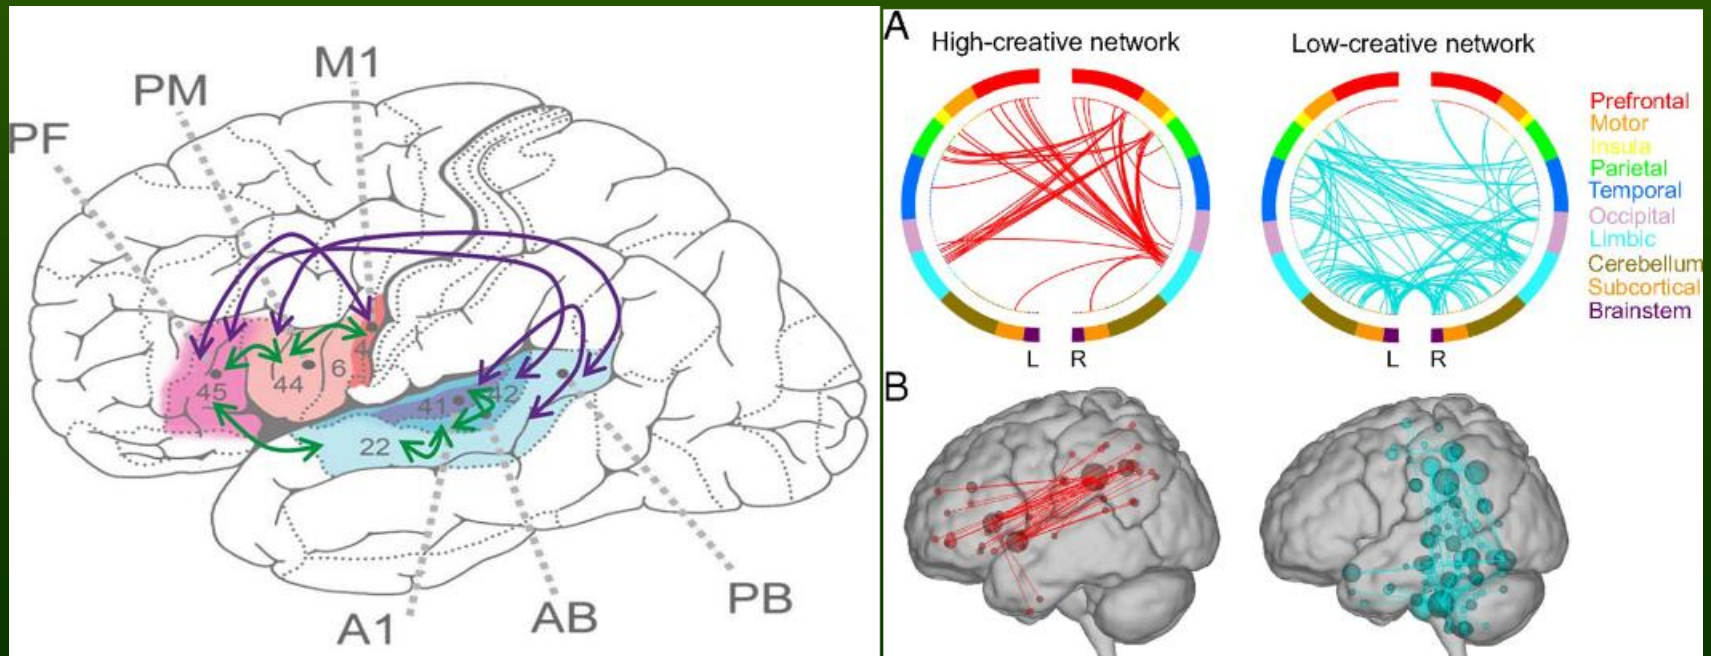 M1
PM
PF
45
44
6
4
41
42
22
A1
AB
PB
A
High-creative network
Low-creative network
L R
L R
Prefrontal
Motor
Insula
Parietal
Temporal
Occipital
Limbic
Cerebellum
Subcortical
Brainstem
B